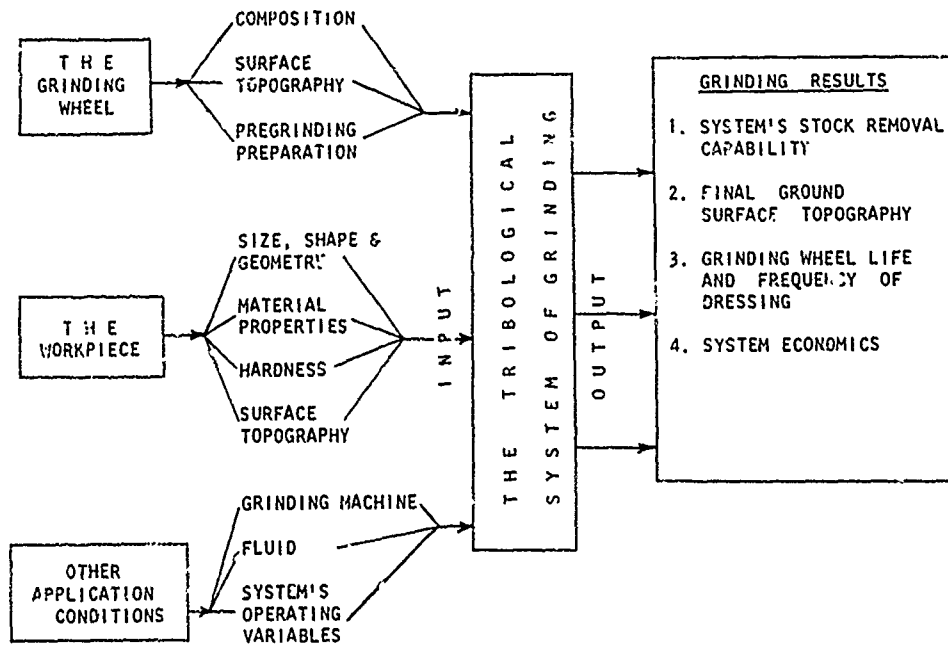 T H E
GRINDING
WHEEL
COMPOSITION
SURFACE
TOPOGRAPHY
PREGRINDING
PREPARATION
T H E
WORKPIECE
SIZE, SHAPE &
GEOMETRY
MATERIAL
PROPERTIES
HARDNESS
SURFACE
TOPOGRAPHY
OTHER
APPLICATION
CONDITIONS
GRINDING MACHINE
FLUID
SYSTEM'S
OPERATING
VARIABLES
INPUT
THE TRIBOLOGICAL
SYSTEM OF GRINDING
OUTPUT
GRINDING RESULTS
1. SYSTEM'S STOCK REMOVAL
CAPABILITY
2. FINAL GROUND
SURFACE TOPOGRAPHY
3. GRINDING WHEEL LIFE
AND FREQUENCY OF
DRESSING
4. SYSTEM ECONOMICS